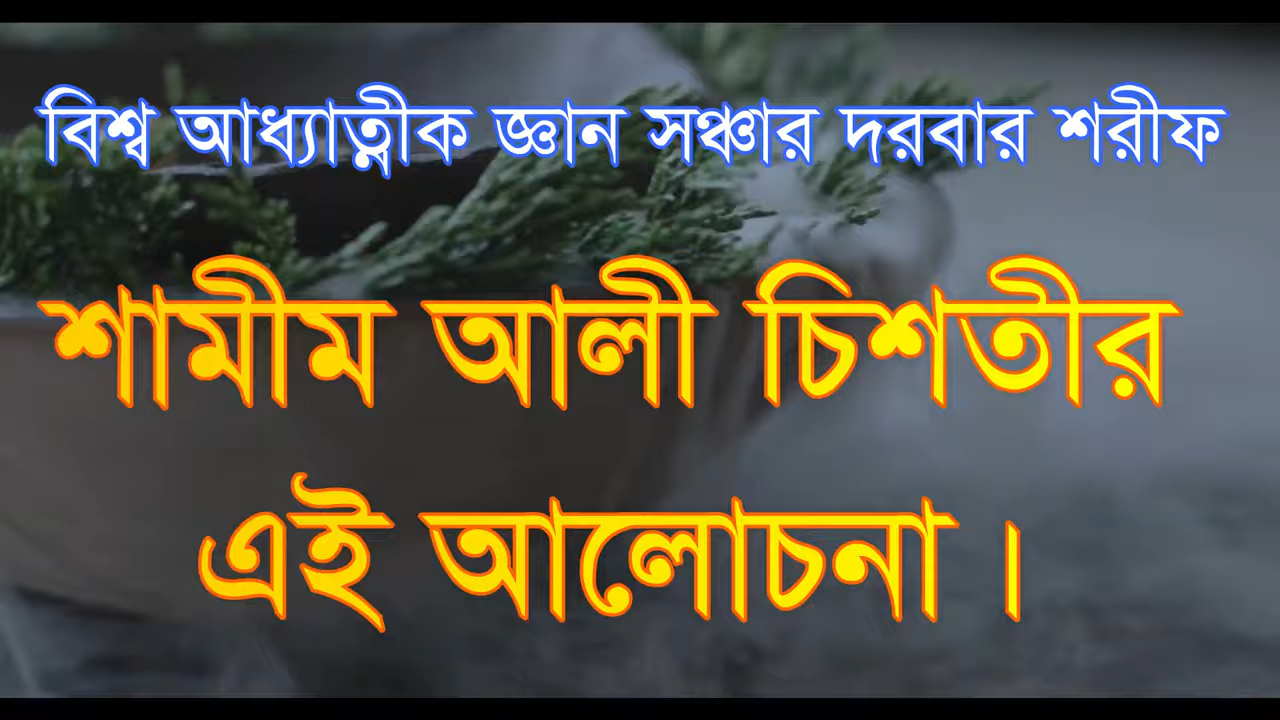 বিশ্ব আধ্যাত্নীক জ্ঞান সঞ্চার দরবার শরীফ
শামীম আলী চিশতীর
এই আলোচনা।